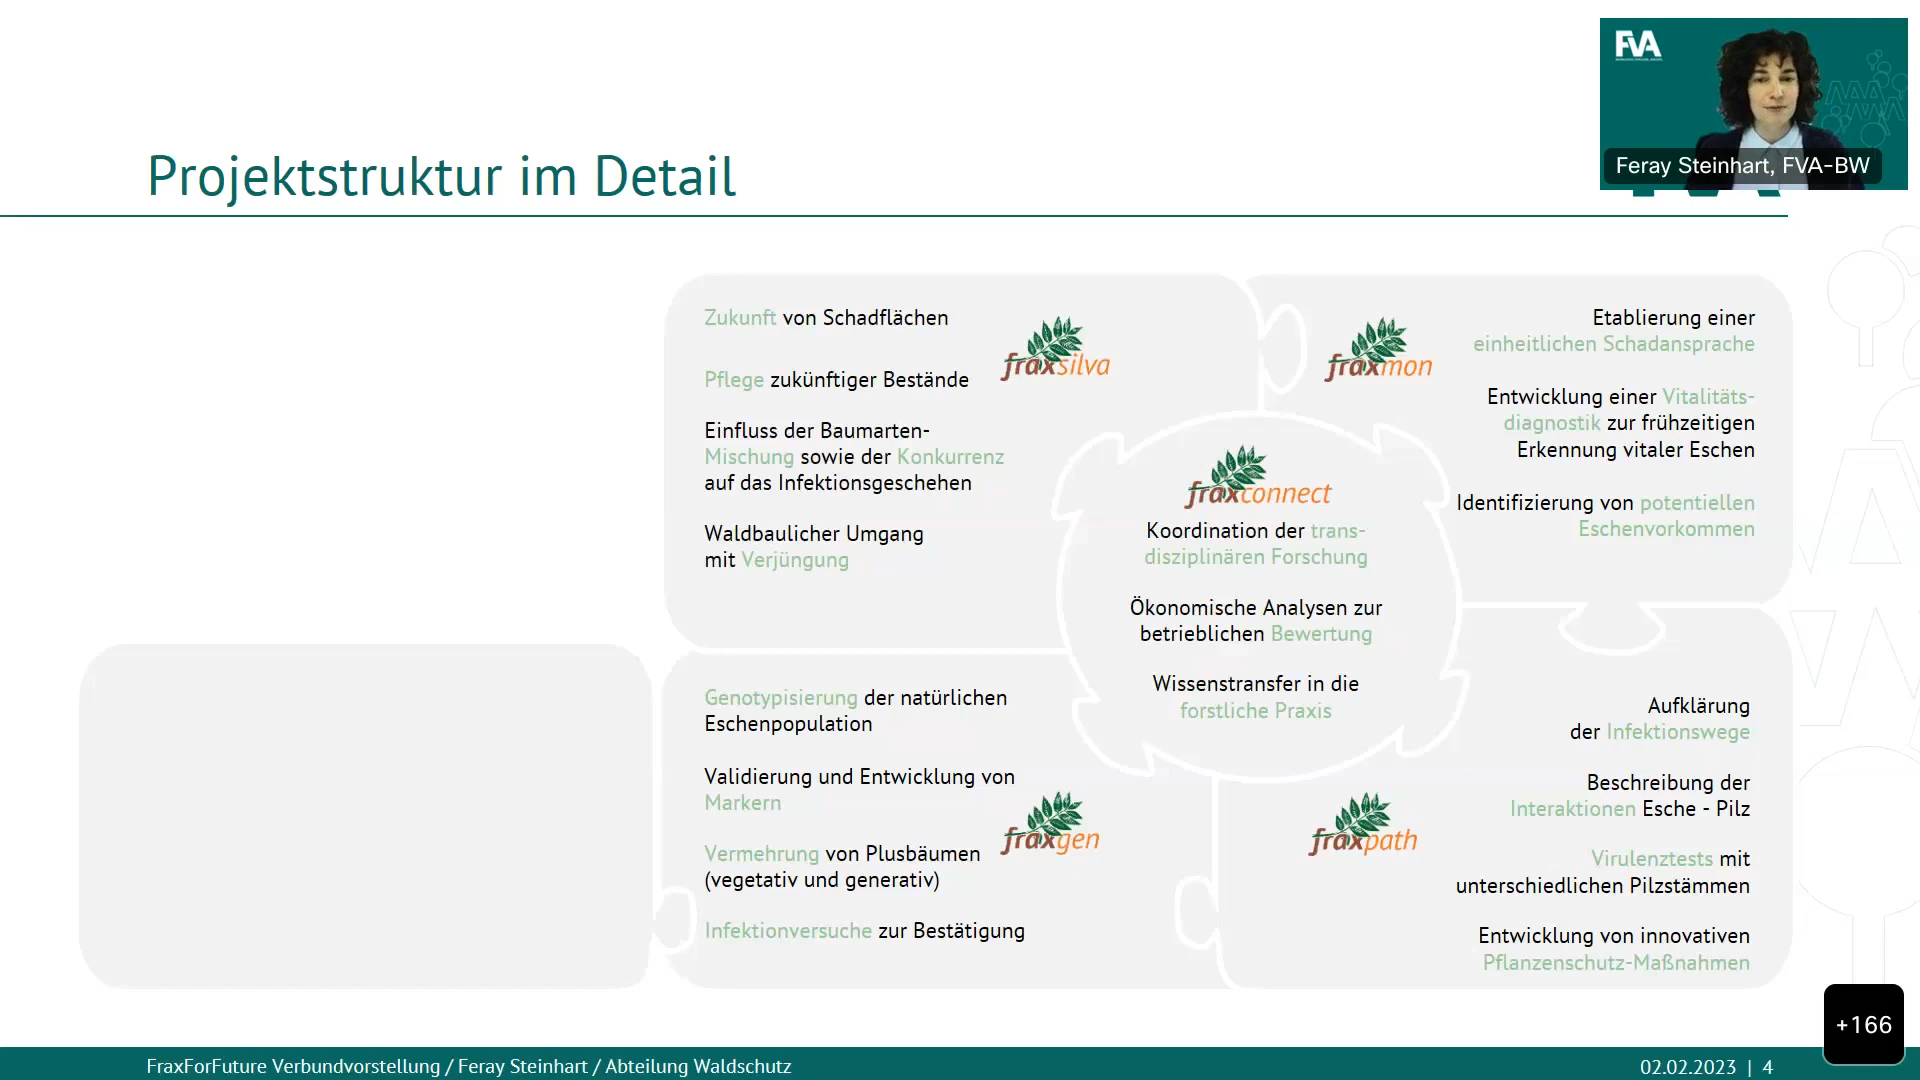 FVA
Feray Steinhart, FVA-BW
Projektstruktur im Detail
Zukunft von Schadflächen
Pflege zukünftiger Bestände
Einfluss der Baumarten-
Mischung sowie der Konkurrenz
auf das Infektionsgeschehen
Waldbaulicher Umgang
mit Verjüngung
fraxsilva
fraxmon
Etablierung einer
einheitlichen Schadansprache
Entwicklung einer Vitalitäts-
diagnostik zur frühzeitigen
Erkennung vitaler Eschen
Identifizierung von potentiellen
Eschenvorkommen
fraxconnect
Koordination der trans-
disziplinären Forschung
Ökonomische Analysen zur
betrieblichen Bewertung
Wissenstransfer in die
forstliche Praxis
Genotypisierung der natürlichen
Eschenpopulation
Validierung und Entwicklung von
Markern
Vermehrung von Plusbäumen
(vegetativ und generativ)
Infektionversuche zur Bestätigung
fraxgen
fraxpath
Aufklärung
der Infektionswege
Beschreibung der
Interaktionen Esche - Pilz
Virulenztests mit
unterschiedlichen Pilzstämmen
Entwicklung von innovativen
Pflanzenschutz-Maßnahmen
+166
FraxForFuture Verbundvorstellung / Feray Steinhart / Abteilung Waldschutz
02.02.2023 | 4